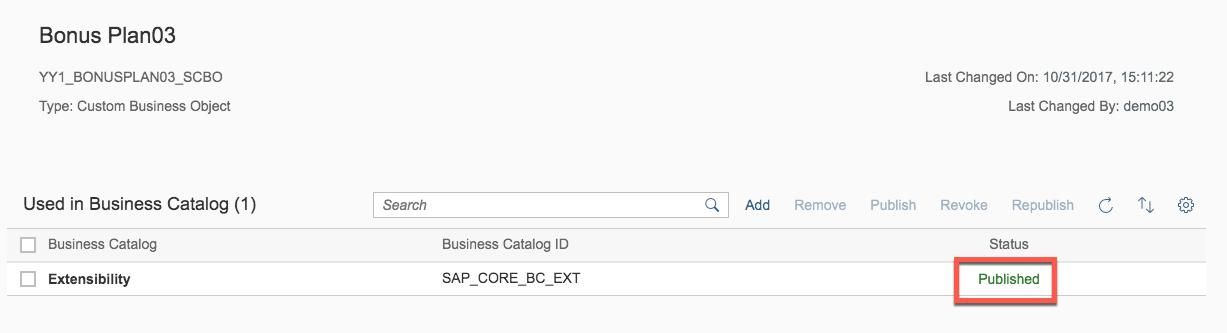 Bonus Plan03
YY1_BONUSPLAN03_SCBO
Last Changed On: 10/31/2017, 15:11:22
Type: Custom Business Object
Last Changed By: demo03
Used in Business Catalog (1)
Search
Add
Remove
Publish
Revoke
Republish
Business Catalog
Business Catalog ID
Status
Extensibility
SAP_CORE_BC_EXT
Published